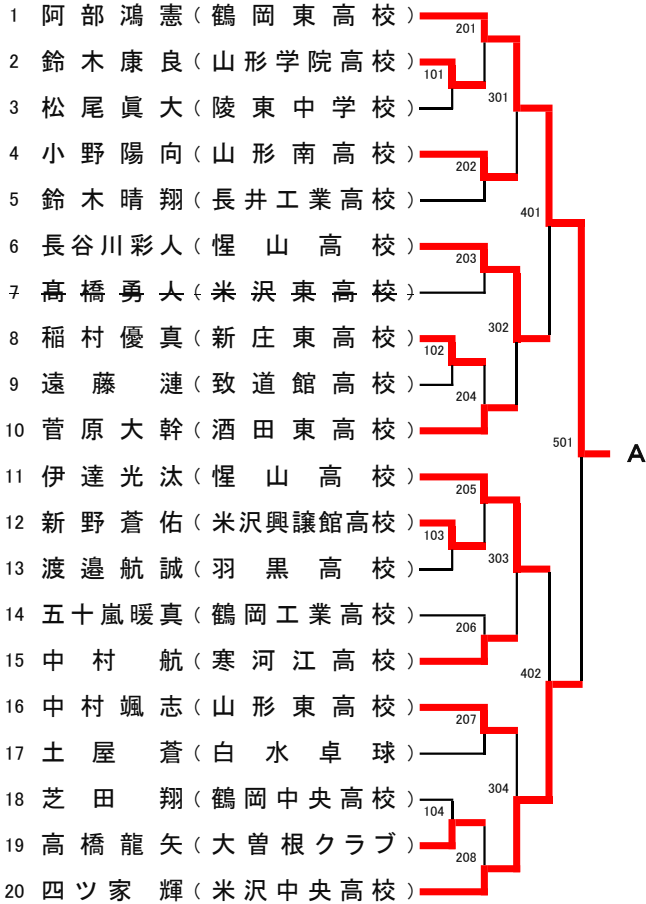 1 阿部鴻憲(鶴岡東高校)
2 鈴木康良(山形学院高校)
3 松尾眞大(陵東中学校)
4 小野陽向(山形南高校)
5 鈴木晴翔(長井工業高校)
6 長谷川彩人(惺山高校)
7 髙橋勇人(米沢東高校)
8 稲村優真(新庄東高校)
9 遠藤漣(致道館高校)
10 菅原大幹(酒田東高校)
11 伊達光汰(惺山高校)
12 新野蒼佑(米沢興譲館高校)
13 渡邉航誠(羽黒高校)
14 五十嵐暖真(鶴岡工業高校)
15 中村航(寒河江高校)
16 中村颯志(山形東高校)
17 土屋蒼(白水卓球)
18 芝田翔(鶴岡中央高校)
19 高橋龍矢(大曽根クラブ)
20 四ツ家輝(米沢中央高校)
101
102
103
104
201
202
203
204
205
206
207
208
301
302
303
304
401
402
501
A